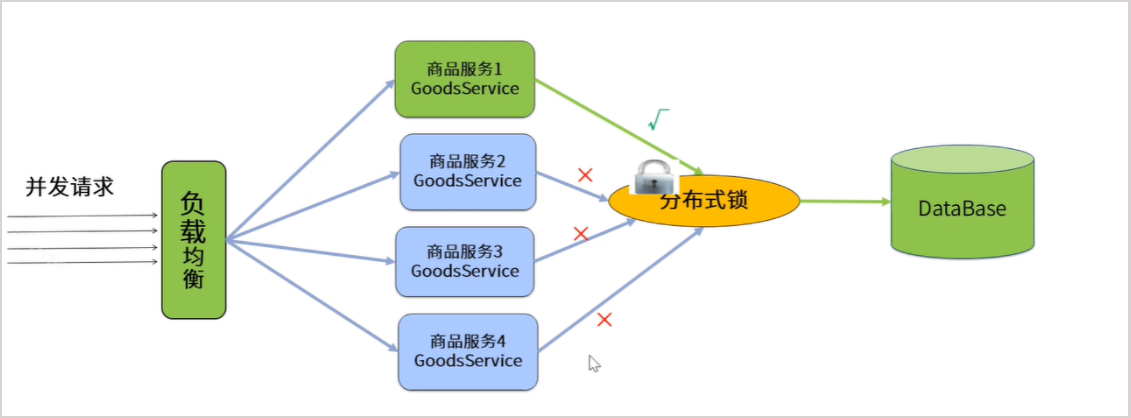 并发请求
负载均衡
商品服务1
GoodsService
商品服务2
GoodsService
商品服务3
GoodsService
商品服务4
GoodsService
分布式锁
DataBase